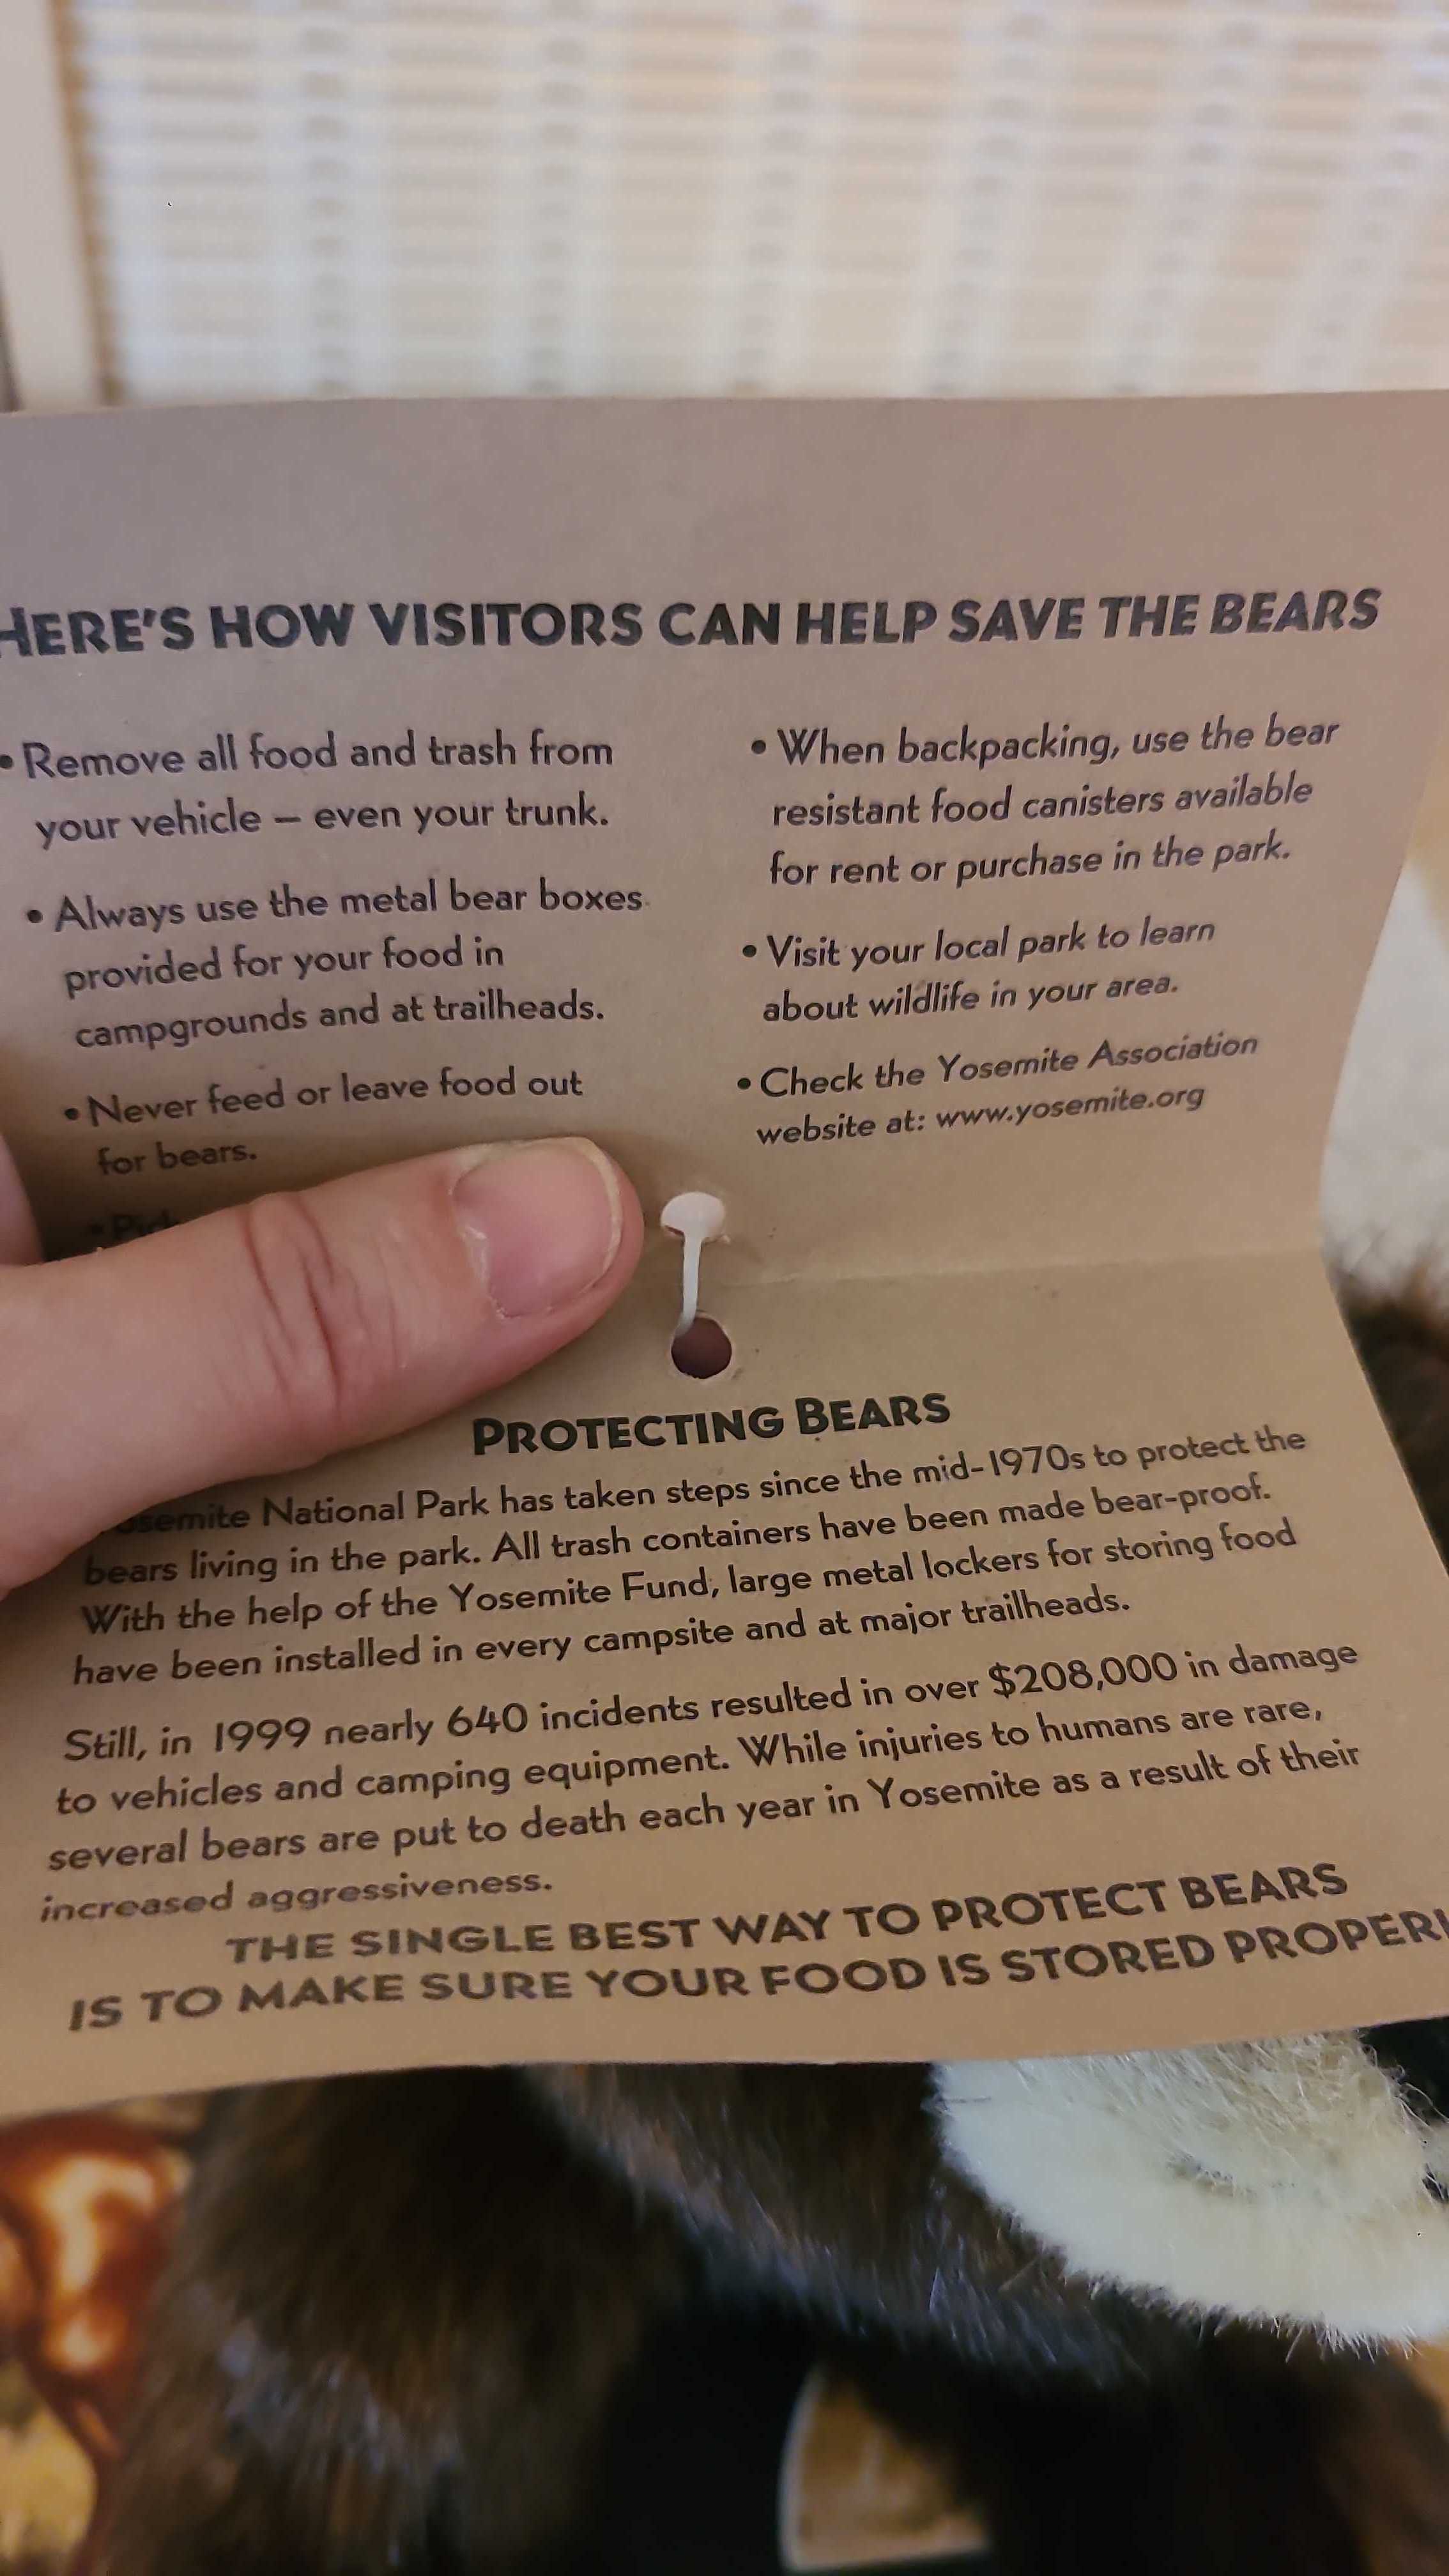 HERE'S HOW VISITORS CAN HELP SAVE THE BEARS
• Remove all food and trash from
your vehicle – even your trunk.
• Always use the metal bear boxes
provided for your food in
campgrounds and at trailheads.
• Never feed or leave food out
for bears.
• When backpacking, use the bear
resistant food canisters available
for rent or purchase in the park.
• Visit your local park to learn
about wildlife in your area.
• Check the Yosemite Association
website at: www.yosemite.org
PROTECTING BEARS
National Park has taken steps since the mid-1970s to protect the
bears living in the park. All trash containers have been made bear-proof.
With the help of the Yosemite Fund, large metal lockers for storing food
have been installed in every campsite and at major trailheads.
Still, in 1999 nearly 640 incidents resulted in over $208,000 in damage
to vehicles and camping equipment. While injuries to humans are rare,
several bears are put to death each year in Yosemite as a result of their
increased aggressiveness.
THE SINGLE BEST WAY TO PROTECT BEARS
IS TO MAKE SURE YOUR FOOD IS STORED